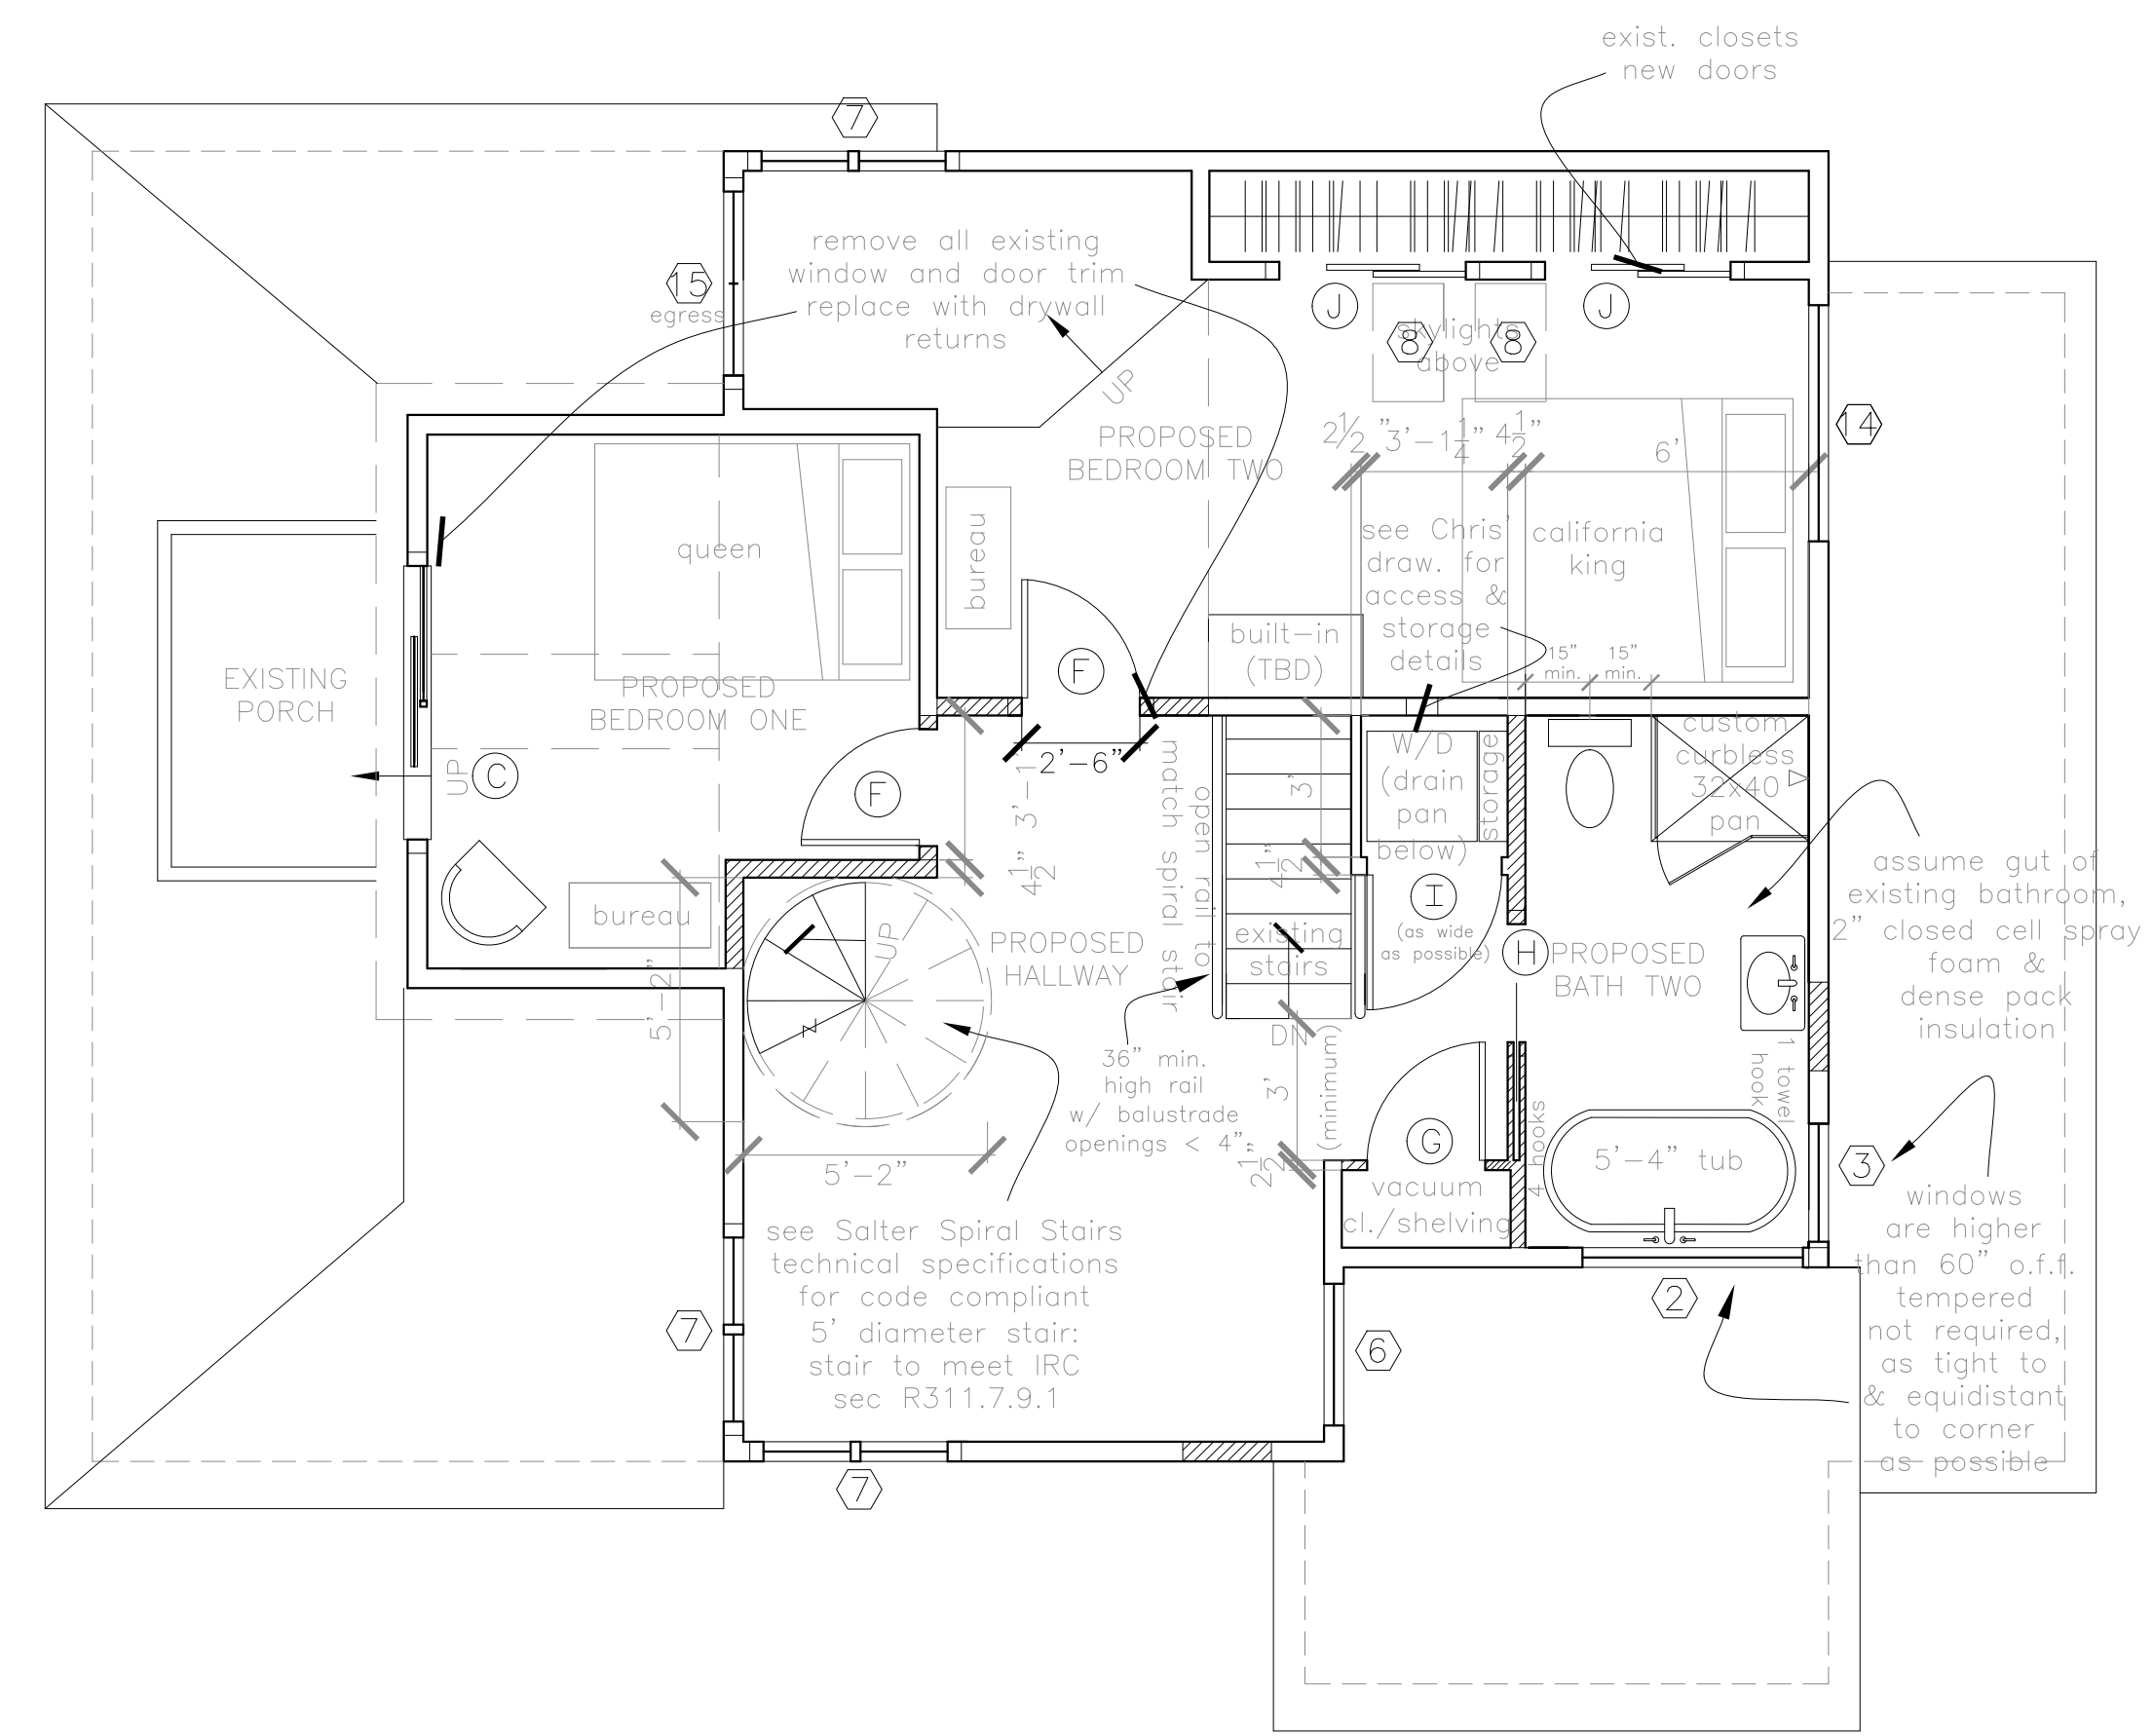 exist. closets
new doors
7
remove all existing
window and door trim
replace with drywall
returns
15
egress
J
J
skylights
above
8
8
UP
14
PROPOSED
BEDROOM TWO
2½"
3'-1¼"
4½"
6'
queen
bureau
see Chris'
draw. for
access &
storage
details
california
king
built-in
(TBD)
15"
min.
15"
min.
F
EXISTING
PORCH
PROPOSED
BEDROOM ONE
UP
C
F
2'-6"
3'-1"
4½"
match spiral stair
open rail to
3'
4½"
W/D
(drain
pan
below)
storage
custom
curbless
32x40
pan
I
(as wide
as possible)
H
assume gut of
existing bathroom,
2" closed cell spray
foam &
dense pack
insulation
bureau
UP
PROPOSED
HALLWAY
existing
stairs
PROPOSED
BATH TWO
5'-2"
DN
36" min.
high rail
w/ balustrade
openings < 4"
3'
(minimum)
2½"
G
4 hooks
1 towel
hook
5'-4" tub
3
5'-2"
vacuum
cl./shelving
see Salter Spiral Stairs
technical specifications
for code compliant
5' diameter stair:
stair to meet IRC
sec R311.7.9.1
windows
are higher
than 60" o.f.f.
tempered
not required,
as tight to
& equidistant
to corner
as possible
2
7
6
7